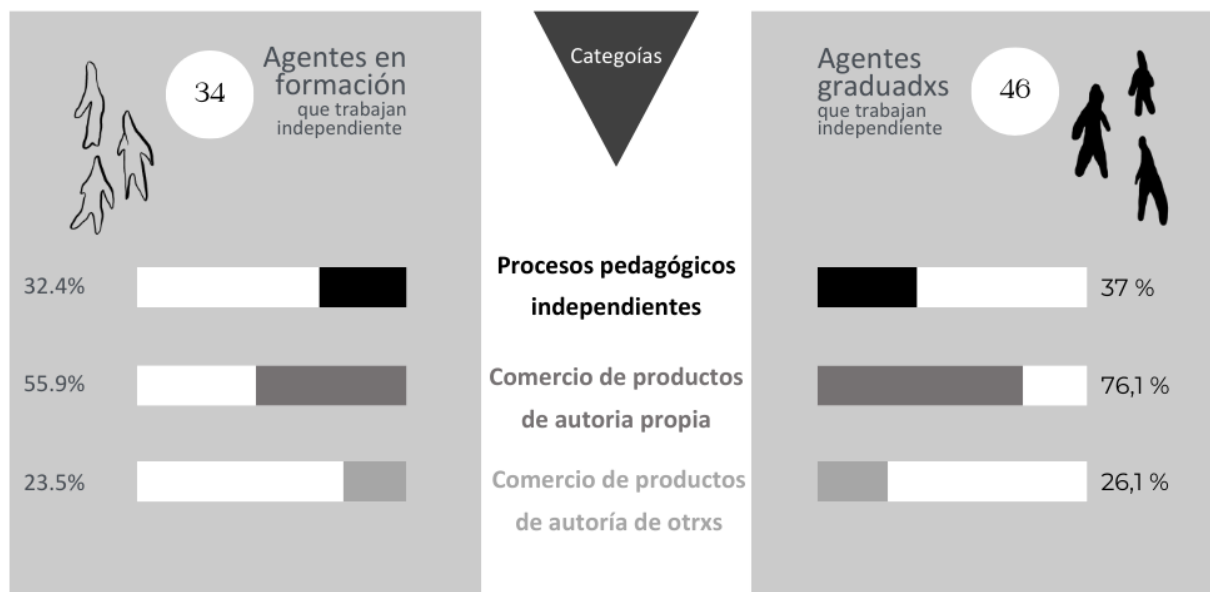 34
Agentes en
formación
que trabajan
independiente
Categoías
Agentes
graduadxs
que trabajan
independiente
46
32.4%
Procesos pedagógicos
independientes
37 %
55.9%
Comercio de productos
de autoria propia
76,1 %
23.5%
Comercio de productos
de autoría de otrxs
26,1 %